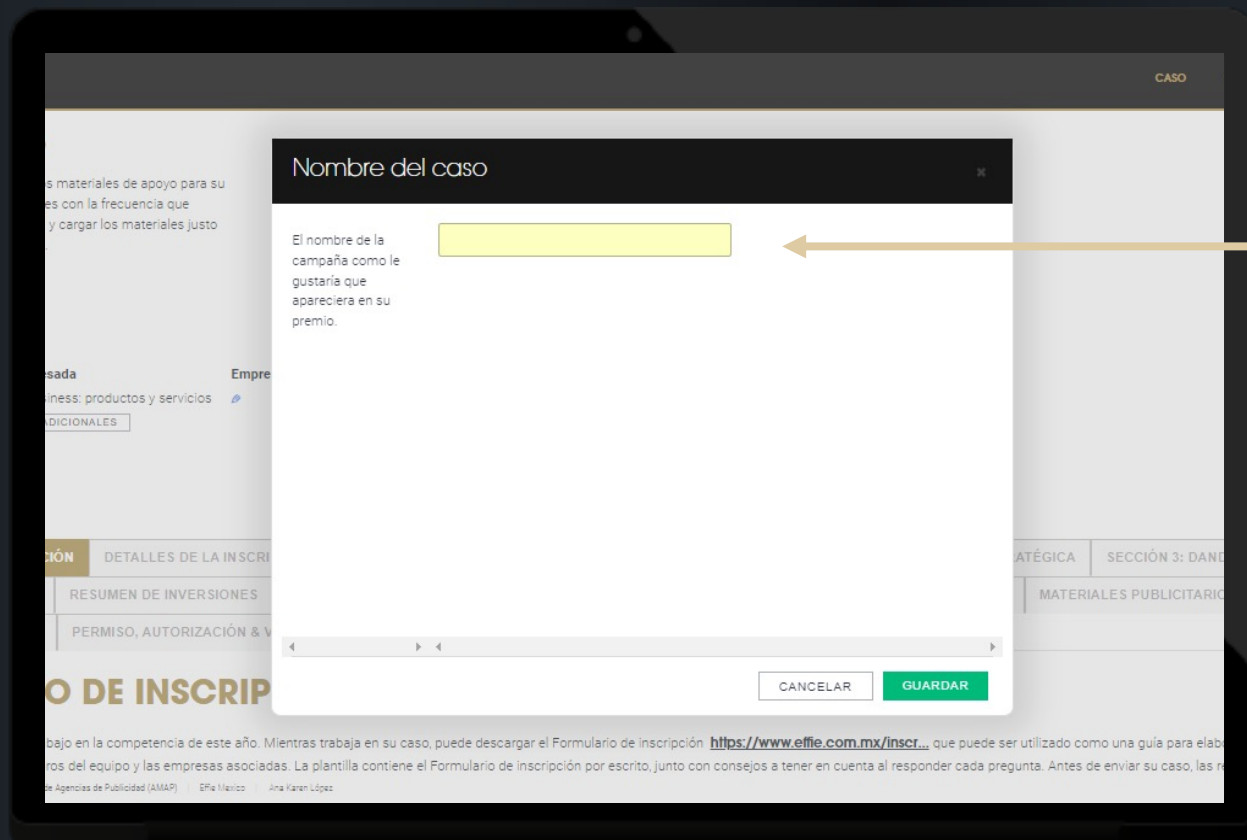 CASO
s materiales de apoyo para su
es con la frecuencia que
y cargar los materiales justo
Nombre del caso
El nombre de la
campaña como le
gustaría que
apareciera en su
premio.
sada Empre
iness: productos y servicios
ADICIONALES
CIÓN DETALLES DE LA INSCRI ATÉGICA SECCIÓN 3: DAND
RESUMEN DE INVERSIONES MATERIALES PUBLICITARIO
PERMISO, AUTORIZACIÓN & V
CANCELAR GUARDAR
O DE INSCRIP
bajo en la competencia de este año. Mientras trabaja en su caso, puede descargar el Formulario de inscripción https://www.effie.com.mx/inscr... que puede ser utilizado como una guía para elab
ros del equipo y las empresas asociadas. La plantilla contiene el Formulario de inscripción por escrito, junto con consejos a tener en cuenta al responder cada pregunta. Antes de enviar su caso, las re
de Agencias de Publicidad (AMAP) Effie Mexico Ana Karen López